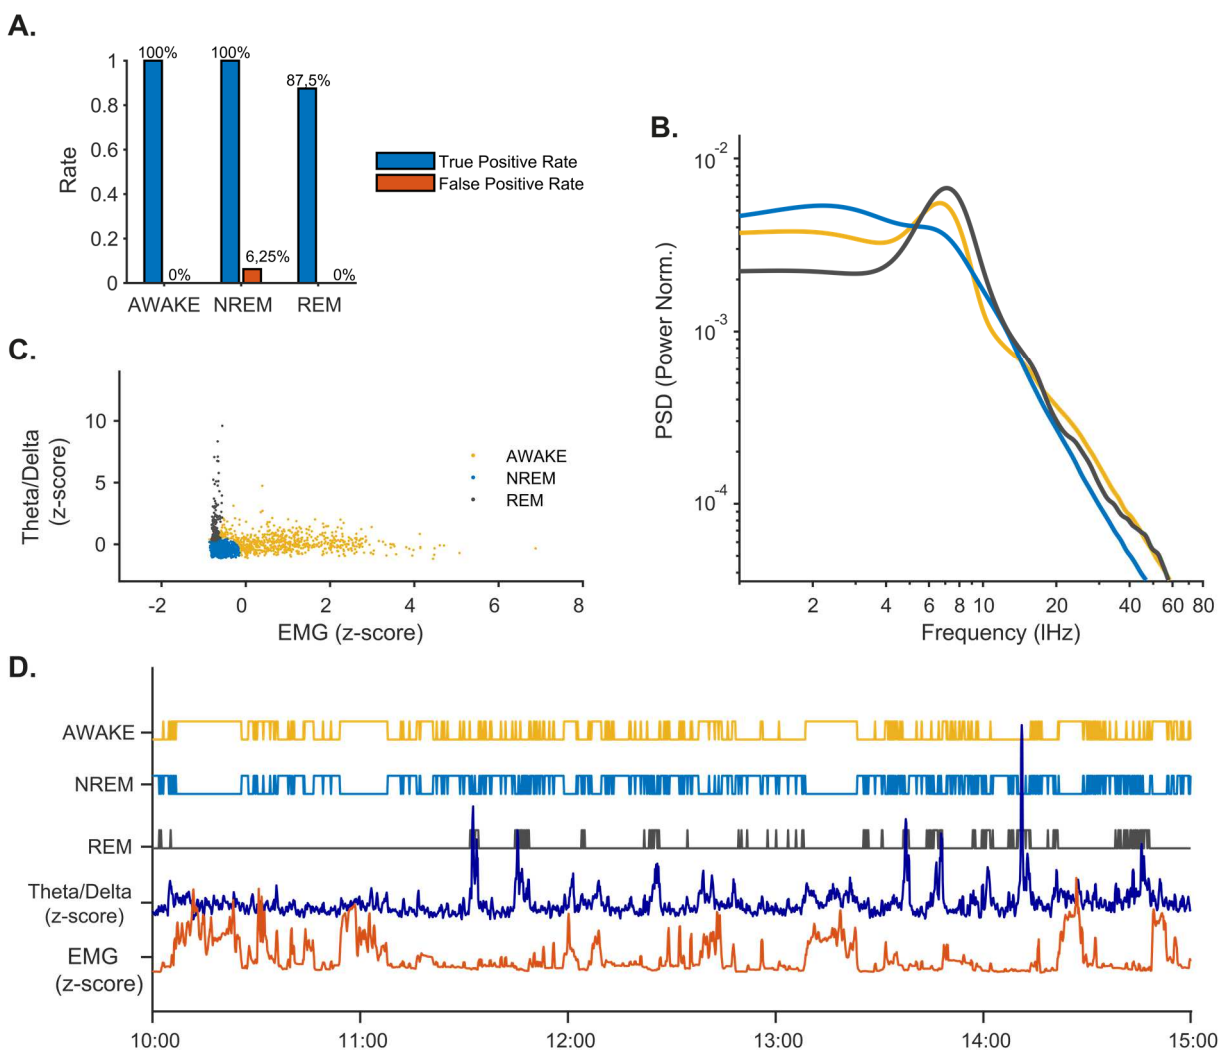 A.
100%
100%
87,5%
1
0.8
0.6
0.4
0.2
0
Rate
6,25%
0%
0%
AWAKE
NREM
REM
True Positive Rate
False Positive Rate
B.
10-2
10-3
10-4
PSD (Power Norm.)
2
4
6
8
10
20
40
60
80
Frequency (IHz)
C.
10
5
0
Theta/Delta
(z-score)
AWAKE
NREM
REM
-2
0
2
4
6
8
EMG (z-score)
D.
AWAKE
NREM
REM
Theta/Delta
(z-score)
EMG
(z-score)
10:00
11:00
12:00
13:00
14:00
15:00